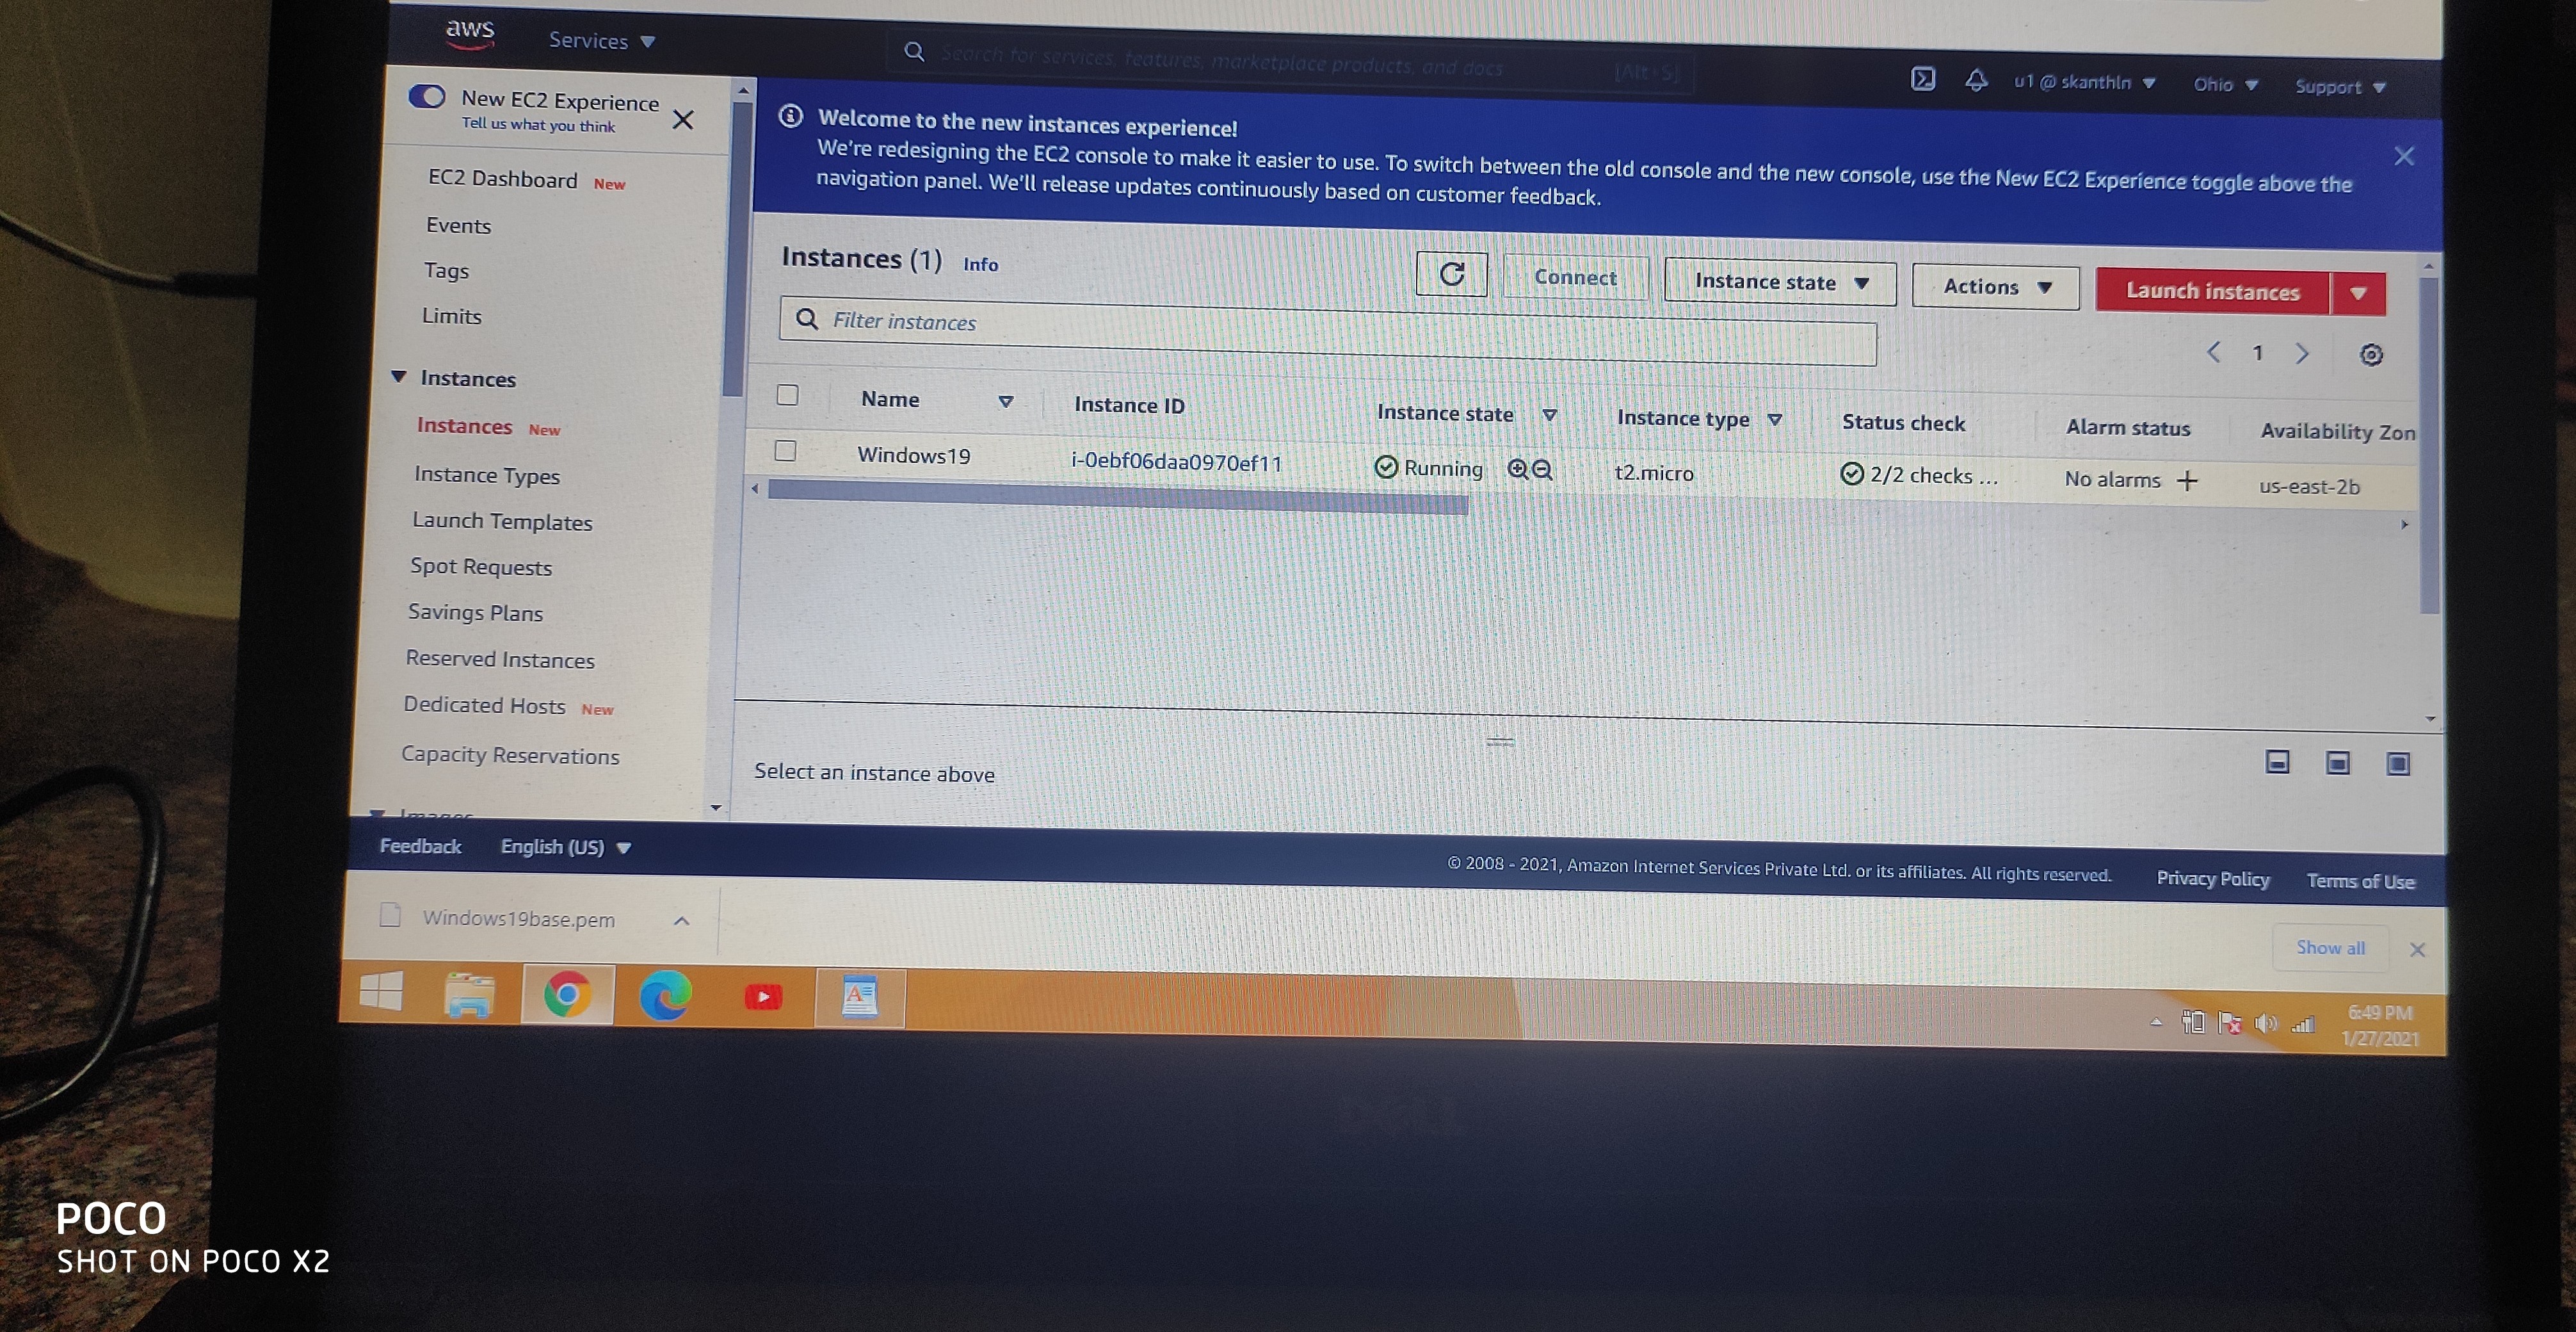 aws
Services
Search for services, features, marketplace products, and docs
[Alt+S]
u1 @ skanthln
Ohio
Support
New EC2 Experience
Tell us what you think
EC2 Dashboard New
Events
Tags
Limits
Instances
Instances New
Instance Types
Launch Templates
Spot Requests
Savings Plans
Reserved Instances
Dedicated Hosts New
Capacity Reservations
Images
Welcome to the new instances experience!
We're redesigning the EC2 console to make it easier to use. To switch between the old console and the new console, use the New EC2 Experience toggle above the
navigation panel. We'll release updates continuously based on customer feedback.
Instances (1) Info
Connect
Instance state
Actions
Launch instances
Filter instances
1
Name Instance ID Instance state Instance type Status check Alarm status Availability Zon
Windows19 i-0ebf06daa0970ef11 Running t2.micro 2/2 checks ... No alarms + us-east-2b
Select an instance above
Feedback English (US)
© 2008 - 2021, Amazon Internet Services Private Ltd. or its affiliates. All rights reserved. Privacy Policy Terms of Use
Windows19base.pem
Show all
6:49 PM
1/27/2021
DELL
POCO
SHOT ON POCO X2